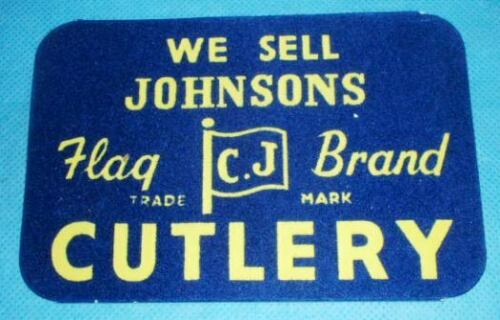 WE SELL
JOHNSONS
Flag C.J Brand
TRADE MARK
CUTLERY